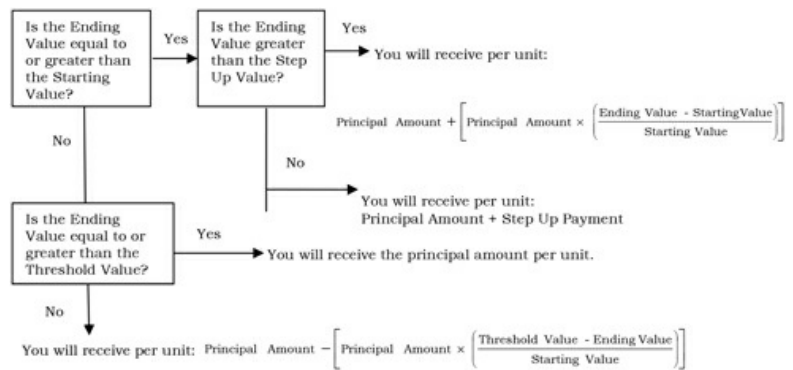 Is the Ending
Value equal to
or greater than
the Starting
Value?
Yes
Is the Ending
Value greater
than the Step
Up Value?
Yes
You will receive per unit:
Principal Amount + [Principal Amount × (Ending Value - StartingValue / Starting Value)]
No
No
You will receive per unit:
Principal Amount + Step Up Payment
Is the Ending
Value equal to or
greater than the
Threshold Value?
Yes
You will receive the principal amount per unit.
No
You will receive per unit: Principal Amount − [Principal Amount × (Threshold Value - Ending Value / Starting Value)]